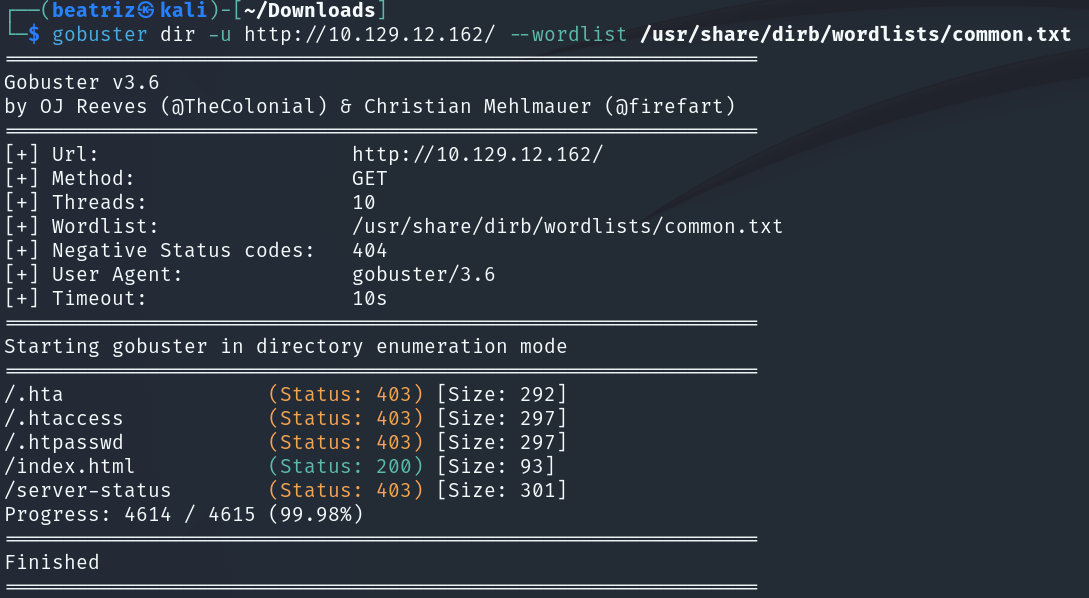 ┌──(beatriz㉿kali)-[~/Downloads]
└─$ gobuster dir -u http://10.129.12.162/ --wordlist /usr/share/dirb/wordlists/common.txt
===============================================================
Gobuster v3.6
by OJ Reeves (@TheColonial) & Christian Mehlmauer (@firefart)
===============================================================
[+] Url:                     http://10.129.12.162/
[+] Method:                  GET
[+] Threads:                 10
[+] Wordlist:                /usr/share/dirb/wordlists/common.txt
[+] Negative Status codes:   404
[+] User Agent:              gobuster/3.6
[+] Timeout:                 10s
===============================================================
Starting gobuster in directory enumeration mode
===============================================================
/.hta                 (Status: 403) [Size: 292]
/.htaccess            (Status: 403) [Size: 297]
/.htpasswd            (Status: 403) [Size: 297]
/index.html           (Status: 200) [Size: 93]
/server-status        (Status: 403) [Size: 301]
Progress: 4614 / 4615 (99.98%)
===============================================================
Finished
===============================================================